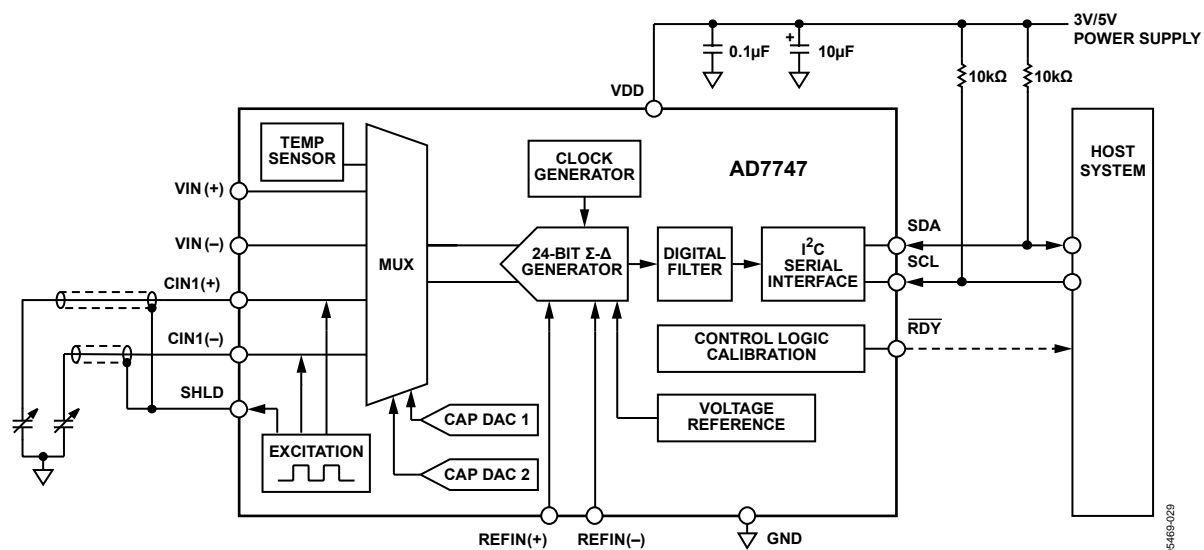 3V/5V
POWER SUPPLY
0.1µF
+
10µF
10kΩ
10kΩ
VDD
TEMP
SENSOR
CLOCK
GENERATOR
AD7747
HOST
SYSTEM
VIN (+)
VIN (–)
MUX
24-BIT Σ-Δ
GENERATOR
DIGITAL
FILTER
I²C
SERIAL
INTERFACE
SDA
SCL
CIN1(+)
CIN1(–)
SHLD
CONTROL LOGIC
CALIBRATION
RDY
CAP DAC 1
VOLTAGE
REFERENCE
EXCITATION
CAP DAC 2
REFIN(+)
REFIN(–)
GND
05469-029